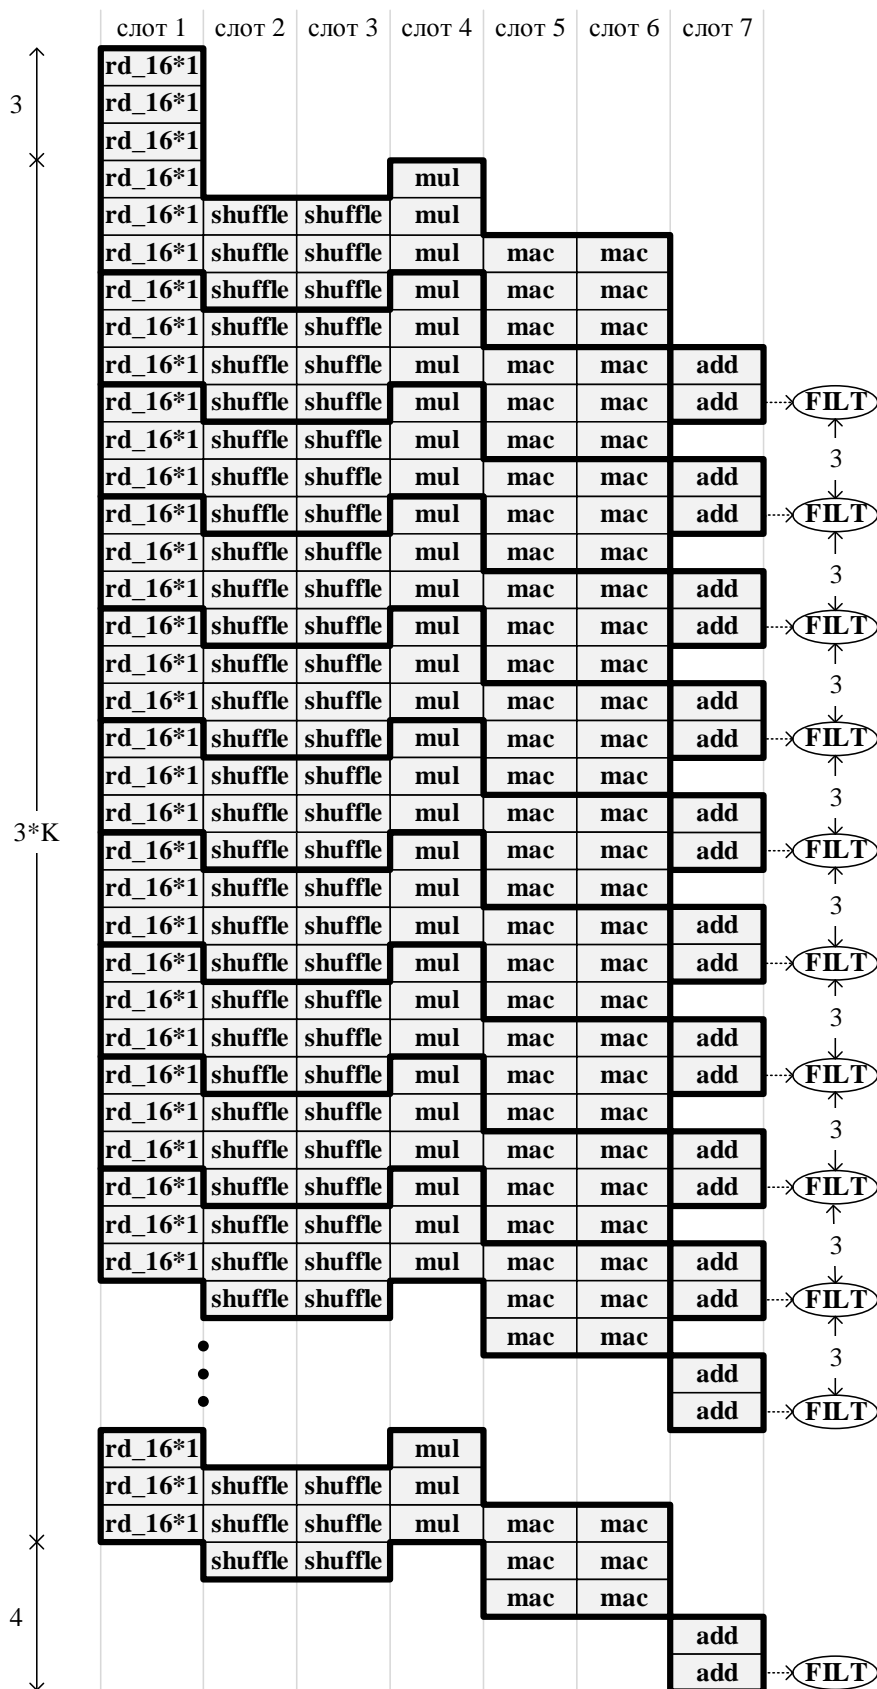 слот 1 слот 2 слот 3 слот 4 слот 5 слот 6 слот 7
rd_16*1
3 rd_16*1
rd_16*1
rd_16*1 mul
rd_16*1 shuffle shuffle mul
rd_16*1 shuffle shuffle mul mac mac
rd_16*1 shuffle shuffle mul mac mac
rd_16*1 shuffle shuffle mul mac mac
rd_16*1 shuffle shuffle mul mac mac add
rd_16*1 shuffle shuffle mul mac mac add FILT
rd_16*1 shuffle shuffle mul mac mac
3
rd_16*1 shuffle shuffle mul mac mac add
rd_16*1 shuffle shuffle mul mac mac add FILT
rd_16*1 shuffle shuffle mul mac mac
3
rd_16*1 shuffle shuffle mul mac mac add
rd_16*1 shuffle shuffle mul mac mac add FILT
rd_16*1 shuffle shuffle mul mac mac
3
rd_16*1 shuffle shuffle mul mac mac add
rd_16*1 shuffle shuffle mul mac mac add FILT
rd_16*1 shuffle shuffle mul mac mac
3
rd_16*1 shuffle shuffle mul mac mac add
3*K
rd_16*1 shuffle shuffle mul mac mac add FILT
rd_16*1 shuffle shuffle mul mac mac
3
rd_16*1 shuffle shuffle mul mac mac add
rd_16*1 shuffle shuffle mul mac mac add FILT
rd_16*1 shuffle shuffle mul mac mac
3
rd_16*1 shuffle shuffle mul mac mac add
rd_16*1 shuffle shuffle mul mac mac add FILT
rd_16*1 shuffle shuffle mul mac mac
3
rd_16*1 shuffle shuffle mul mac mac add
rd_16*1 shuffle shuffle mul mac mac add FILT
rd_16*1 shuffle shuffle mul mac mac
3
rd_16*1 shuffle shuffle mul mac mac add
shuffle shuffle mac mac add FILT
mac mac
3
add
add FILT
rd_16*1 mul
rd_16*1 shuffle shuffle mul
rd_16*1 shuffle shuffle mul mac mac
shuffle shuffle mac mac
mac mac
4
add
add FILT